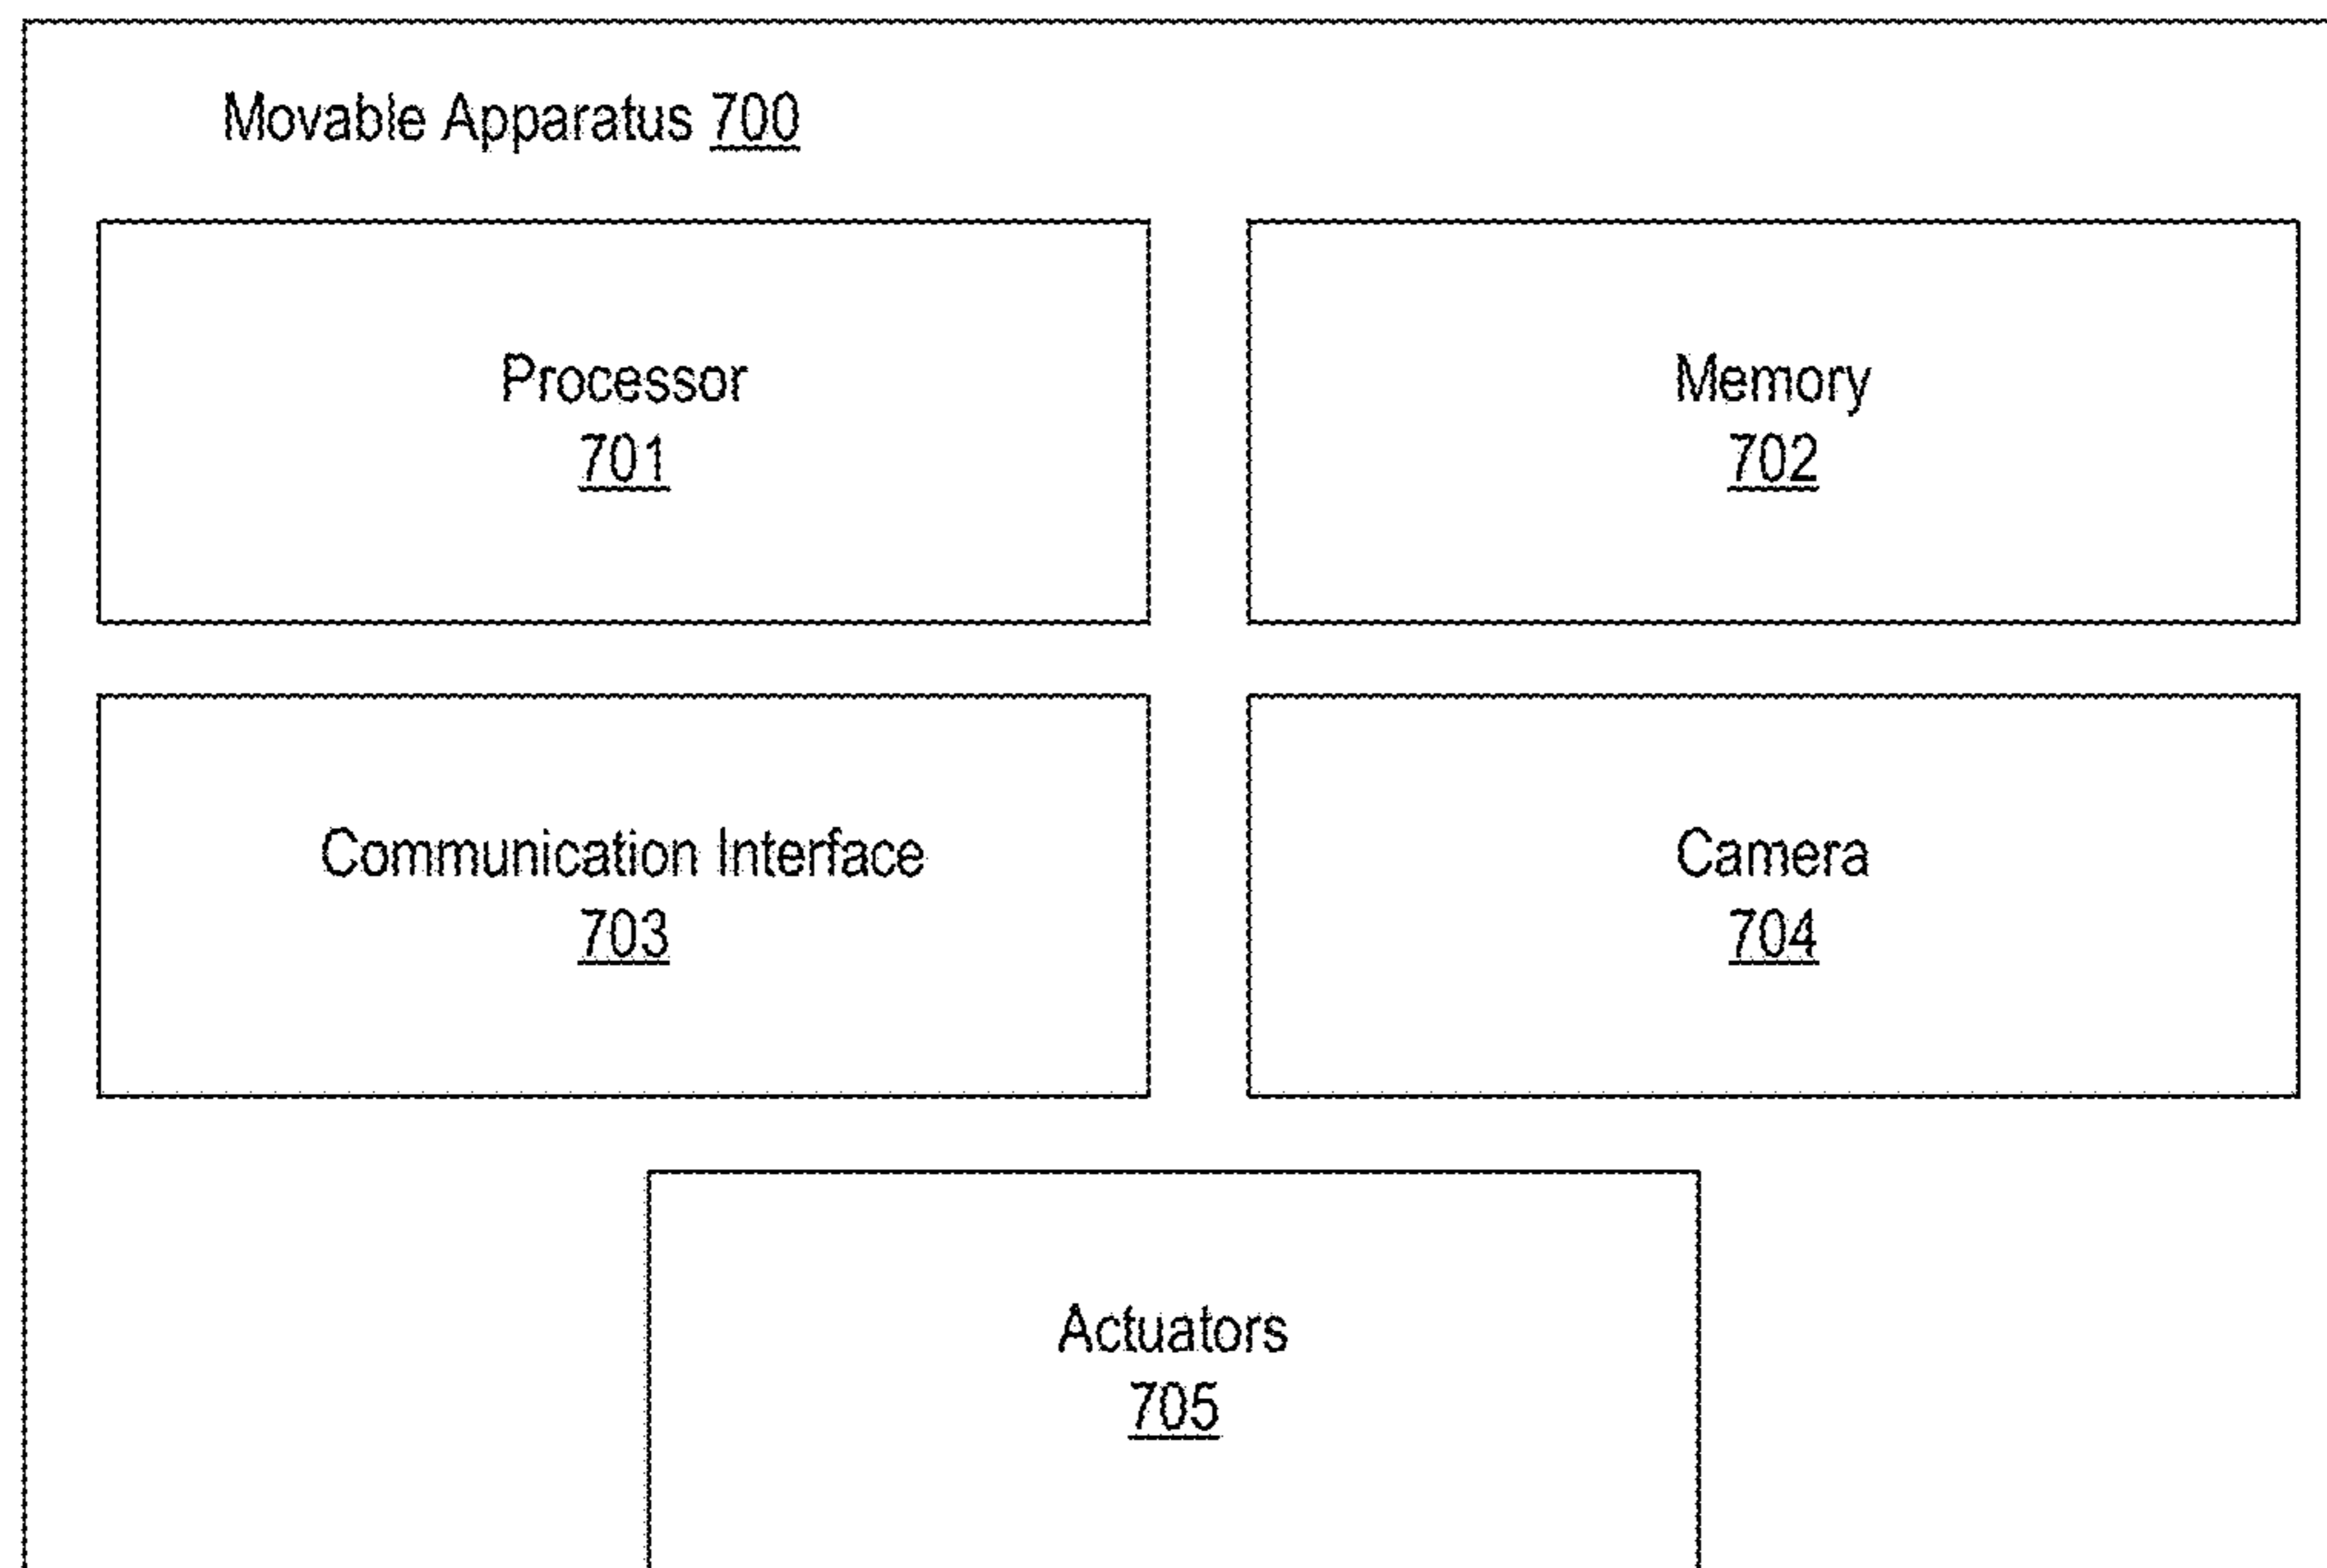 Movable Apparatus 700
Processor
701
Memory
702
Communication Interface
703
Camera
704
Actuators
705